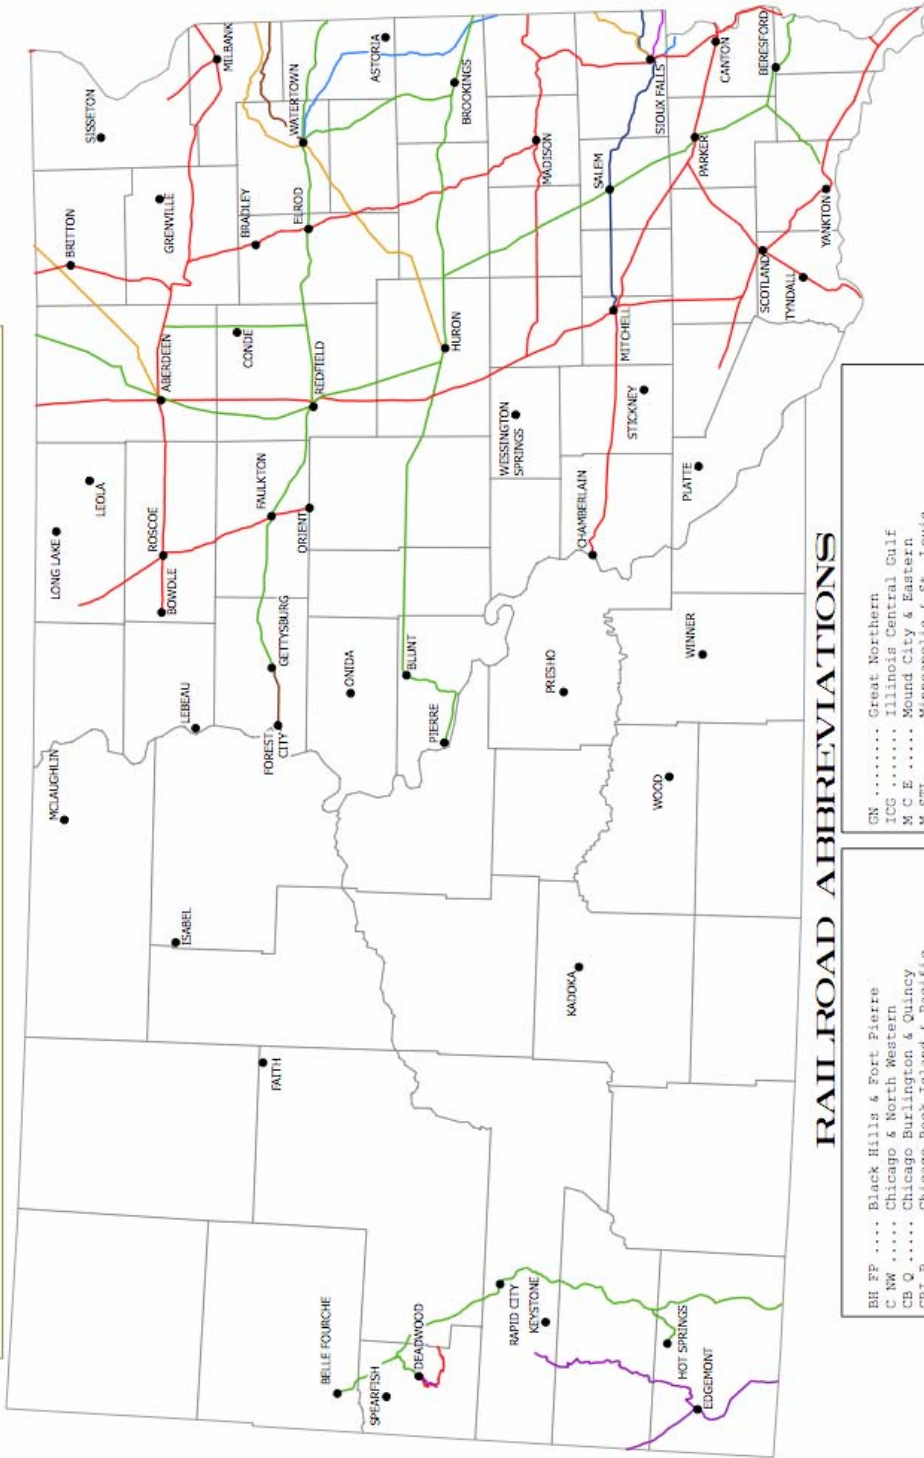 MCLAUGHLIN
LONG LAKE
LEOLA
BRITTON
SISSETON
ISABEL
LEBEAU
BOWDLE
ROSCOE
ABERDEEN
GRENVILLE
MILBANK
FAITH
FOREST
CITY
GETTYSBURG
FAULKTON
ORIENT
CONDE
REDFIELD
BRADLEY
ELROD
WATERTOWN
ASTORIA
BELLE FOURCHE
SPEARFISH
DEADWOOD
ONIDA
PIERRE
BLUNT
HURON
BROOKINGS
RAPID CITY
KEYSTONE
KADOKA
PRESHO
CHAMBERLAIN
WESSINGTON
SPRINGS
STICKNEY
MITCHELL
MADISON
SALEM
SIOUX FALLS
HOT SPRINGS
EDGEMONT
WOOD
WINNER
PLATTE
SCOTLAND
TYNDALL
PARKER
CANTON
BERESFORD
YANKTON
RAILROAD ABBREVIATIONS
BH FP .... Black Hills & Fort Pierre
C NW ..... Chicago & North Western
CB Q ..... Chicago Burlington & Quincy
GN ........ Great Northern
ICG ....... Illinois Central Gulf
M C E ..... Mound City & Eastern